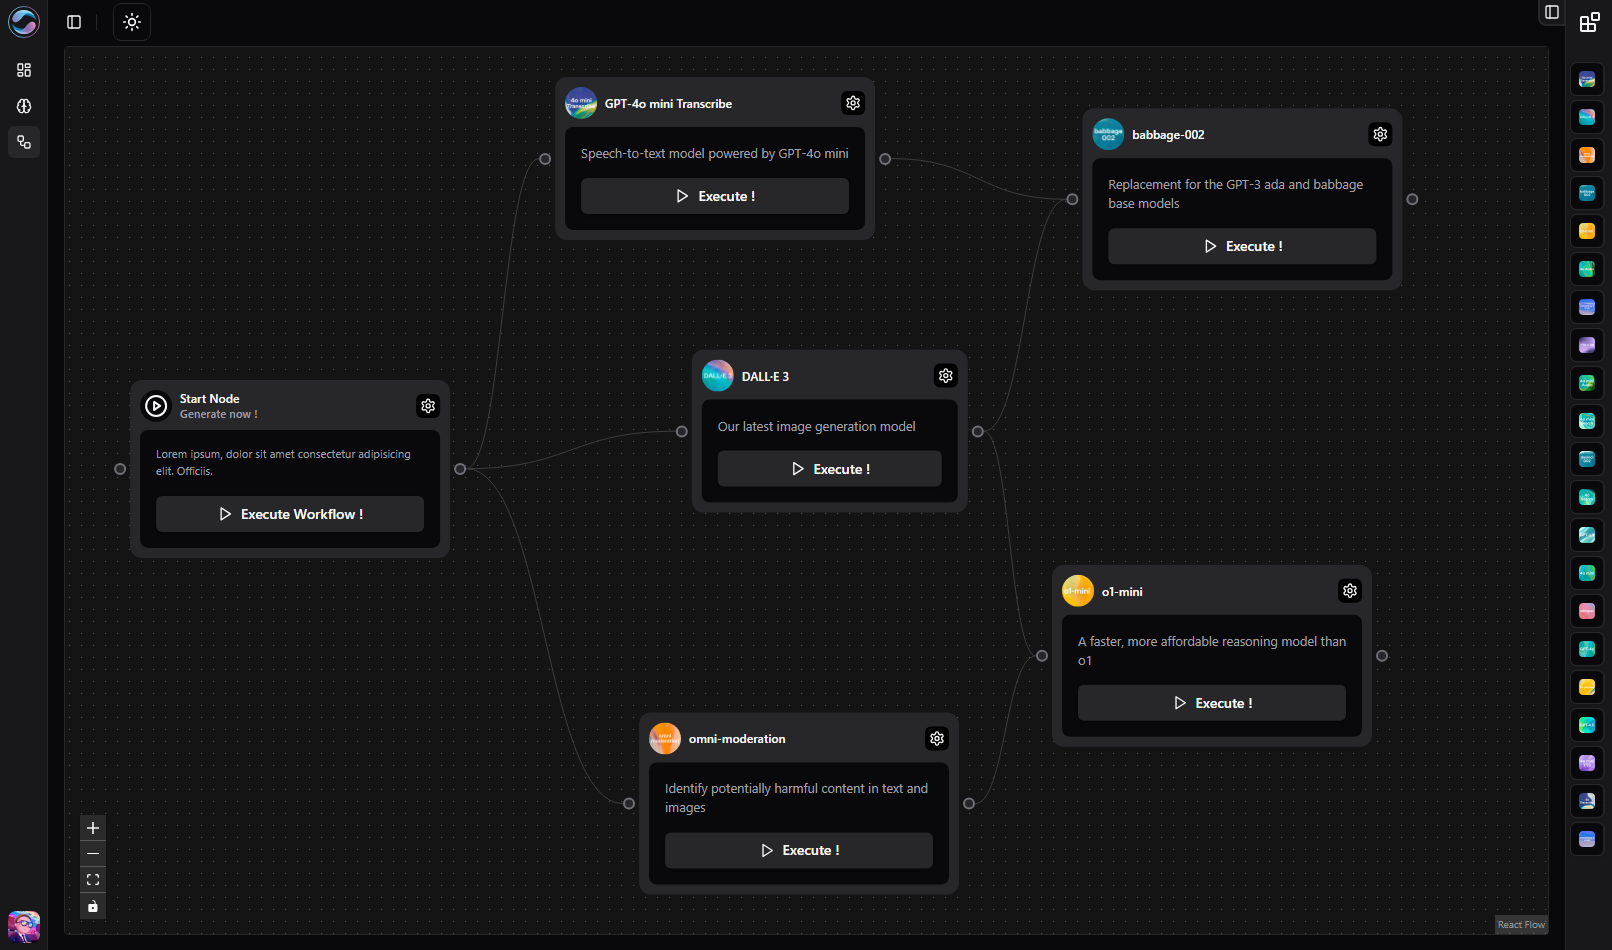 4o mini
Transcribe
GPT-4o mini Transcribe
Speech-to-text model powered by GPT-4o mini
Execute !
babbage
002
babbage-002
Replacement for the GPT-3 ada and babbage
base models
Execute !
DALL·E 3
DALL·E 3
Our latest image generation model
Execute !
Start Node
Generate now !
Lorem ipsum, dolor sit amet consectetur adipisicing
elit. Officiis.
Execute Workflow !
o1-mini
o1-mini
A faster, more affordable reasoning model than
o1
Execute !
omni
moderation
omni-moderation
Identify potentially harmful content in text and
images
Execute !
React Flow